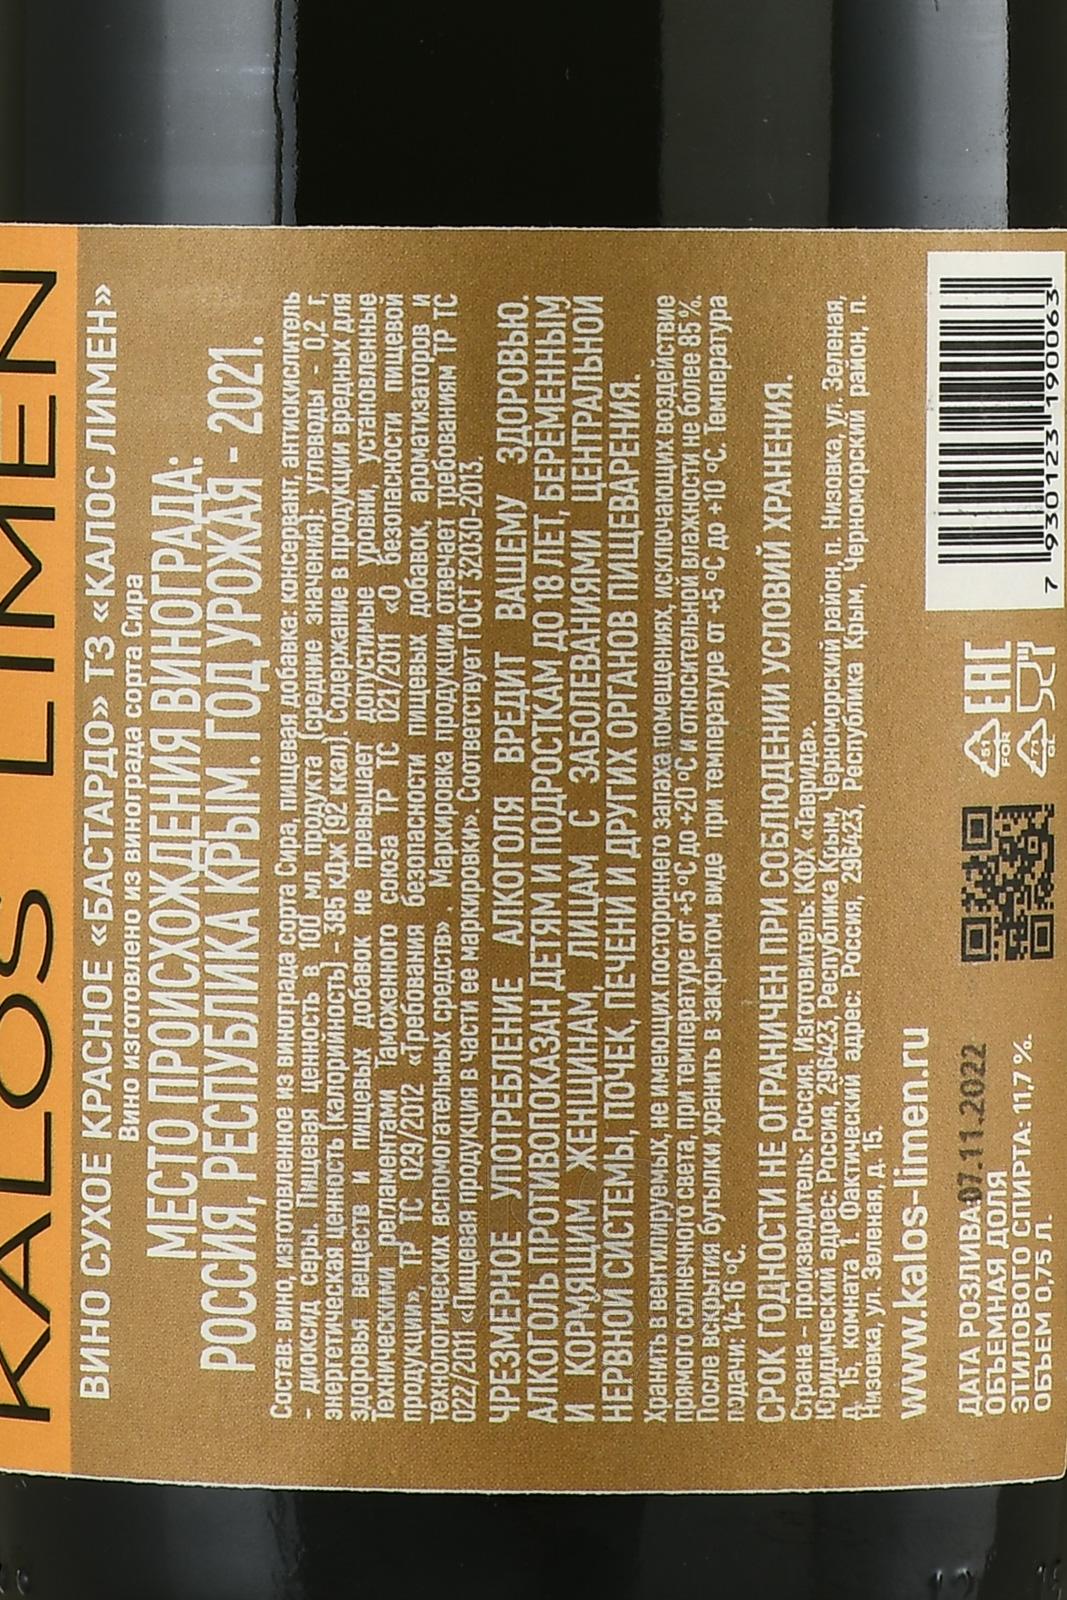 KALOS LIMEN
ВИНО СУХОЕ КРАСНОЕ «БАСТАРДО» ТЗ «КАЛОС ЛИМЕН»
Вино изготовлено из винограда сорта Сира
МЕСТО ПРОИСХОЖДЕНИЯ ВИНОГРАДА:
РОССИЯ, РЕСПУБЛИКА КРЫМ. ГОД УРОЖАЯ - 2021.
Состав: вино, изготовленное из винограда сорта Сира, пищевая добавка: консервант, антиокислитель
- диоксид серы. Пищевая ценность в 100 мл продукта (средние значения): углеводы - 0,2 г,
энергетическая ценность (калорийность) - 385 кДж (92 ккал). Содержание в продукции вредных для
здоровья веществ и пищевых добавок не превышает допустимые уровни, установленные
Техническими регламентами Таможенного союза ТР ТС 021/2011 «О безопасности пищевой
продукции», ТР ТС 029/2012 «Требования безопасности пищевых добавок, ароматизаторов и
технологических вспомогательных средств». Маркировка продукции отвечает требованиям ТР ТС
022/2011 «Пищевая продукция в части ее маркировки». Соответствует ГОСТ 32030-2013.
ЧРЕЗМЕРНОЕ УПОТРЕБЛЕНИЕ АЛКОГОЛЯ ВРЕДИТ ВАШЕМУ ЗДОРОВЬЮ.
АЛКОГОЛЬ ПРОТИВОПОКАЗАН ДЕТЯМ И ПОДРОСТКАМ ДО 18 ЛЕТ, БЕРЕМЕННЫМ
И КОРМЯЩИМ ЖЕНЩИНАМ, ЛИЦАМ С ЗАБОЛЕВАНИЯМИ ЦЕНТРАЛЬНОЙ
НЕРВНОЙ СИСТЕМЫ, ПОЧЕК, ПЕЧЕНИ И ДРУГИХ ОРГАНОВ ПИЩЕВАРЕНИЯ.
Хранить в вентилируемых, не имеющих постороннего запаха помещениях, исключающих воздействие
прямого солнечного света, при температуре от +5 °С до +20 °С и относительной влажности не более 85 %.
После вскрытия бутылки хранить в закрытом виде при температуре от +5 °С до +10 °С. Температура
подачи: 14-16 °С.
СРОК ГОДНОСТИ НЕ ОГРАНИЧЕН ПРИ СОБЛЮДЕНИИ УСЛОВИЙ ХРАНЕНИЯ.
Страна - производитель: Россия. Изготовитель: КФХ «Таврида».
Юридический адрес: Россия, 296423, Республика Крым, Черноморский район, п. Низовка, ул. Зеленая,
д. 15, комната 1. Фактический адрес: Россия, 296423, Республика Крым, Черноморский район, п.
Низовка, ул. Зеленая д. 15.
www.kalos-limen.ru
ДАТА РОЗЛИВА 07.11.2022
ОБЪЕМНАЯ ДОЛЯ
ЭТИЛОВОГО СПИРТА: 11,7 %.
ОБЪЕМ 0,75 Л.
51
FOR
71
GL
EAC
7 930123 190063